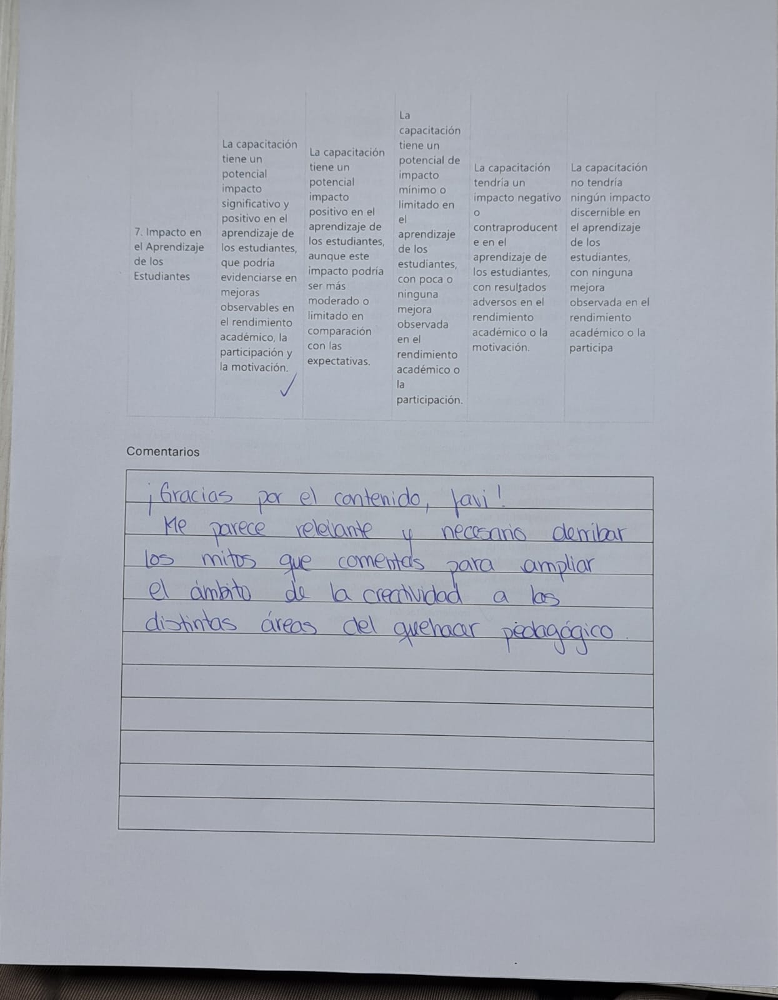 7. Impacto en
el Aprendizaje
de los
Estudiantes
La capacitación
tiene un
potencial
impacto
significativo y
positivo en el
aprendizaje de
los estudiantes,
que podría
evidenciarse en
mejoras
observables en
el rendimiento
académico, la
participación y
la motivación.
La capacitación
tiene un
potencial
impacto
positivo en el
aprendizaje de
los estudiantes,
aunque este
impacto podría
ser más
moderado o
limitado en
comparación
con las
expectativas.
La
capacitación
tiene un
potencial de
impacto
mínimo o
limitado en
el
aprendizaje
de los
estudiantes,
con poca o
ninguna
mejora
observada
en el
rendimiento
académico o
la
participación.
La capacitación
tendría un
impacto negativo
o
contraproducent
e en el
aprendizaje de
los estudiantes,
con resultados
adversos en el
rendimiento
académico o la
motivación.
La capacitación
no tendría
ningún impacto
discernible en
el aprendizaje
de los
estudiantes,
con ninguna
mejora
observada en el
rendimiento
académico o la
participa
Comentarios
¡Gracias por el contenido, Javi!
Me parece relevante y necesario derribar
los mitos que comentas para ampliar
el ámbito de la creatividad a las
distintas áreas del quehacer pedagógico.